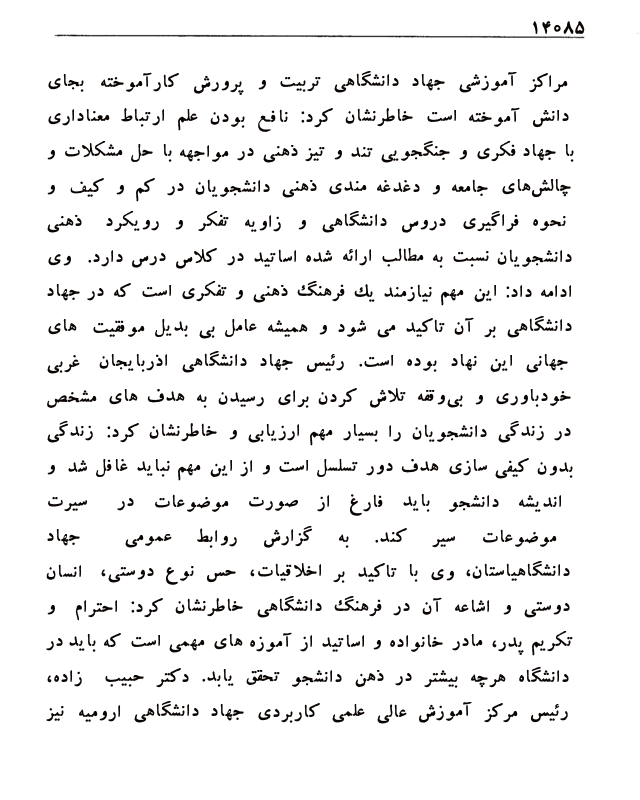 ۱۴۰۸۵
مراکز آموزشی جهاد دانشگاهی تربیت و پرورش کارآموخته بجای
دانش آموخته است خاطرنشان کرد: نافع بودن علم ارتباط معناداری
با جهاد فکری و جنگجویی تند و تیز ذهنی در مواجهه با حل مشکلات و
چالش‌های جامعه و دغدغه مندی ذهنی دانشجویان در کم و کیف و
نحوه فراگیری دروس دانشگاهی و زاویه تفکر و رویکرد ذهنی
دانشجویان نسبت به مطالب ارائه شده اساتید در کلاس درس دارد. وی
ادامه داد: این مهم نیازمند یك فرهنگ ذهنی و تفکری است که در جهاد
دانشگاهی بر آن تاکید می شود و همیشه عامل بی بدیل موفقیت های
جهانی این نهاد بوده است. رئیس جهاد دانشگاهی اذربایجان غربی
خودباوری و بی‌وقفه تلاش کردن برای رسیدن به هدف های مشخص
در زندگی دانشجویان را بسیار مهم ارزیابی و خاطرنشان کرد: زندگی
بدون کیفی سازی هدف دور تسلسل است و از این مهم نباید غافل شد و
اندیشه دانشجو باید فارغ از صورت موضوعات در سیرت
موضوعات سیر کند. به گزارش روابط عمومی جهاد
دانشگاهیاستان، وی با تاکید بر اخلاقیات، حس نوع دوستی، انسان
دوستی و اشاعه آن در فرهنگ دانشگاهی خاطرنشان کرد: احترام و
تکریم پدر، مادر خانواده و اساتید از آموزه های مهمی است که باید در
دانشگاه هرچه بیشتر در ذهن دانشجو تحقق یابد. دکتر حبیب زاده،
رئیس مرکز آموزش عالی علمی کاربردی جهاد دانشگاهی ارومیه نیز